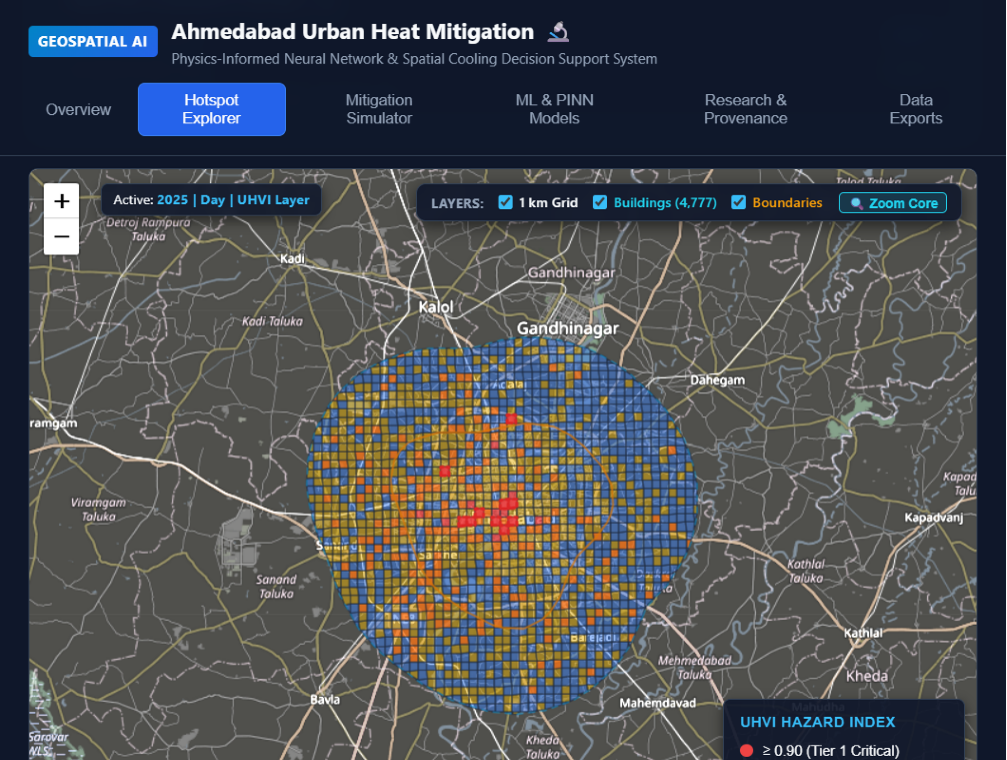 GEOSPATIAL AI
Ahmedabad Urban Heat Mitigation
Physics-Informed Neural Network & Spatial Cooling Decision Support System
Overview
Hotspot
Explorer
Mitigation
Simulator
ML & PINN
Models
Research &
Provenance
Data
Exports
+
−
Active: 2025 | Day | UHVI Layer
LAYERS:
1 km Grid
Buildings (4,777)
Boundaries
Zoom Core
Detroj Rampura
Taluka
Kadi
Gandhinagar
Kalol
Kadi Taluka
Gandhinagar
Dahegam
ramgam
Viramgam
Taluka
Kapadvanj
Sanand
Taluka
Kathlal
Taluka
Kathlal
Mehmedabad
Taluka
Kheda
Bavla
Mahemdavad
Mahudha
Kheda
Taluka
Sarovar
WLS
UHVI HAZARD INDEX
≥ 0.90 (Tier 1 Critical)